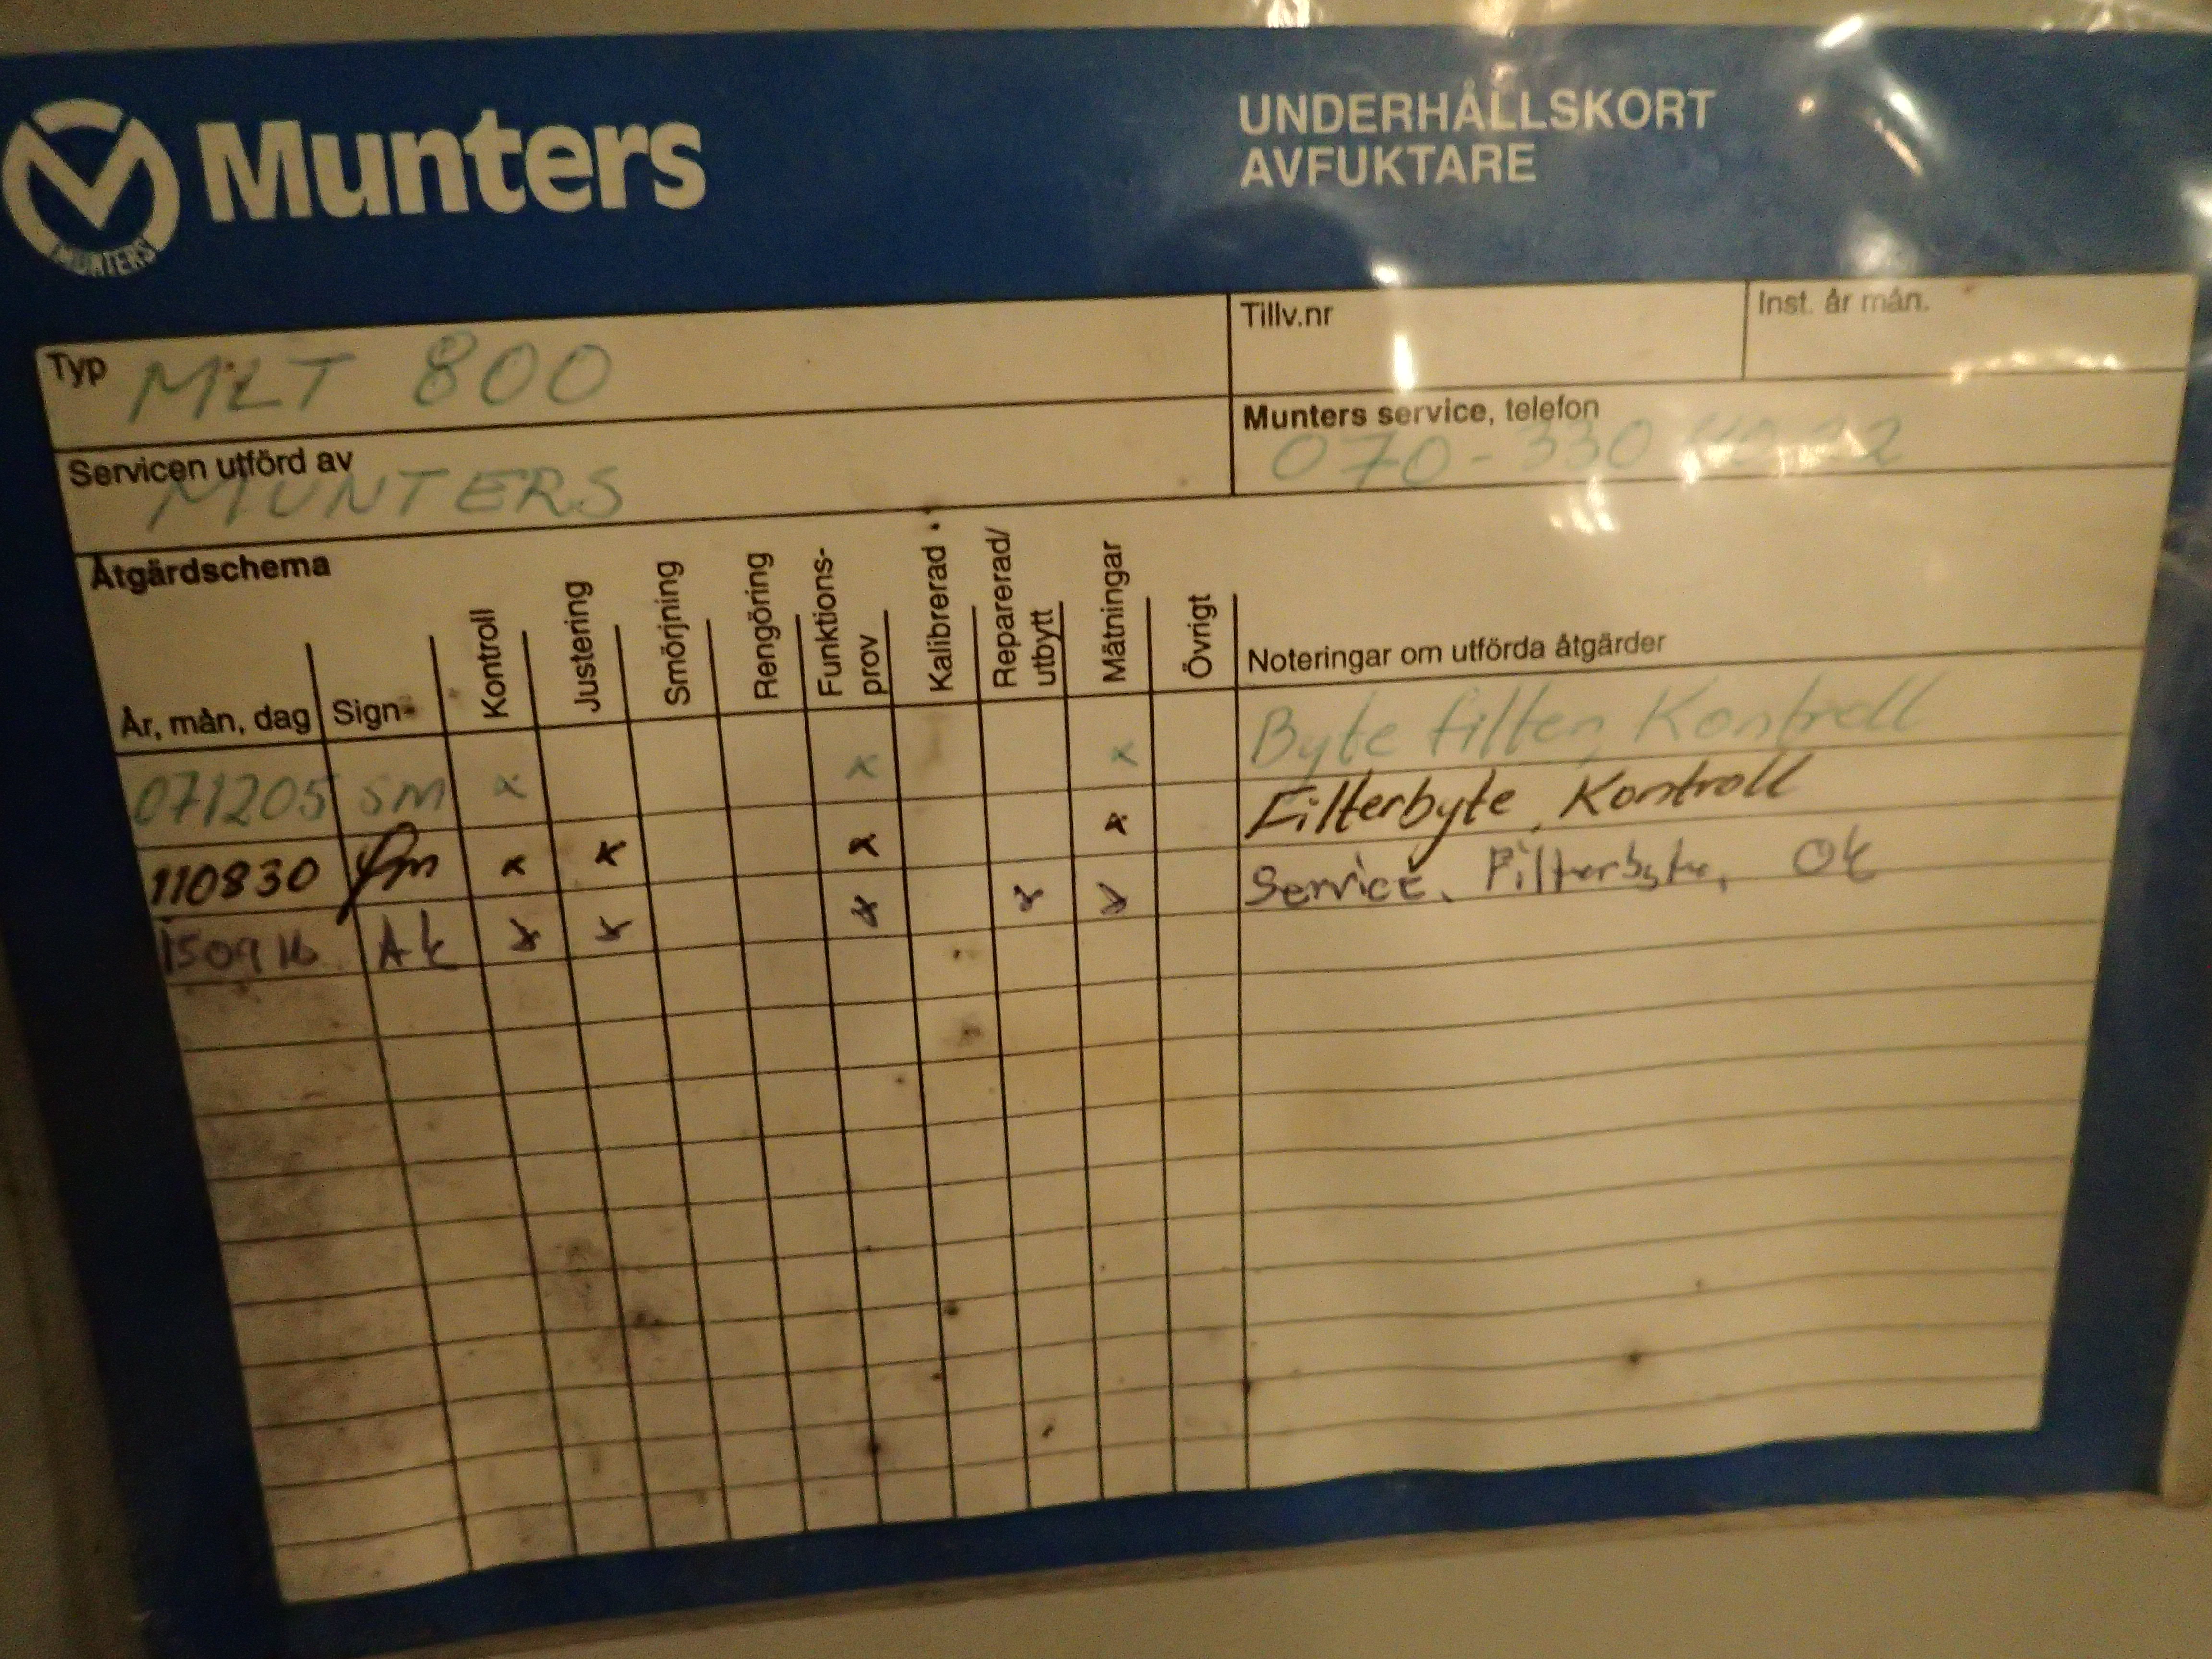 Munters
MUNTERS
UNDERHÅLLSKORT
AVFUKTARE
Typ MLT 800
Tillv.nr
Inst. år mån.
Servicen utförd av
MUNTERS
Munters service, telefon
070-330
Åtgärdschema
År, mån, dag Sign. Kontroll Justering Smörjning Rengöring Funktions-prov Kalibrerad Reparerad/utbytt Mätningar Övrigt Noteringar om utförda åtgärder
071205 SM x x x Byte filter, Kontroll
110830 x x x x Filterbyte, Kontroll
150916 AK x x x x x Service, Filterbyte, Ok